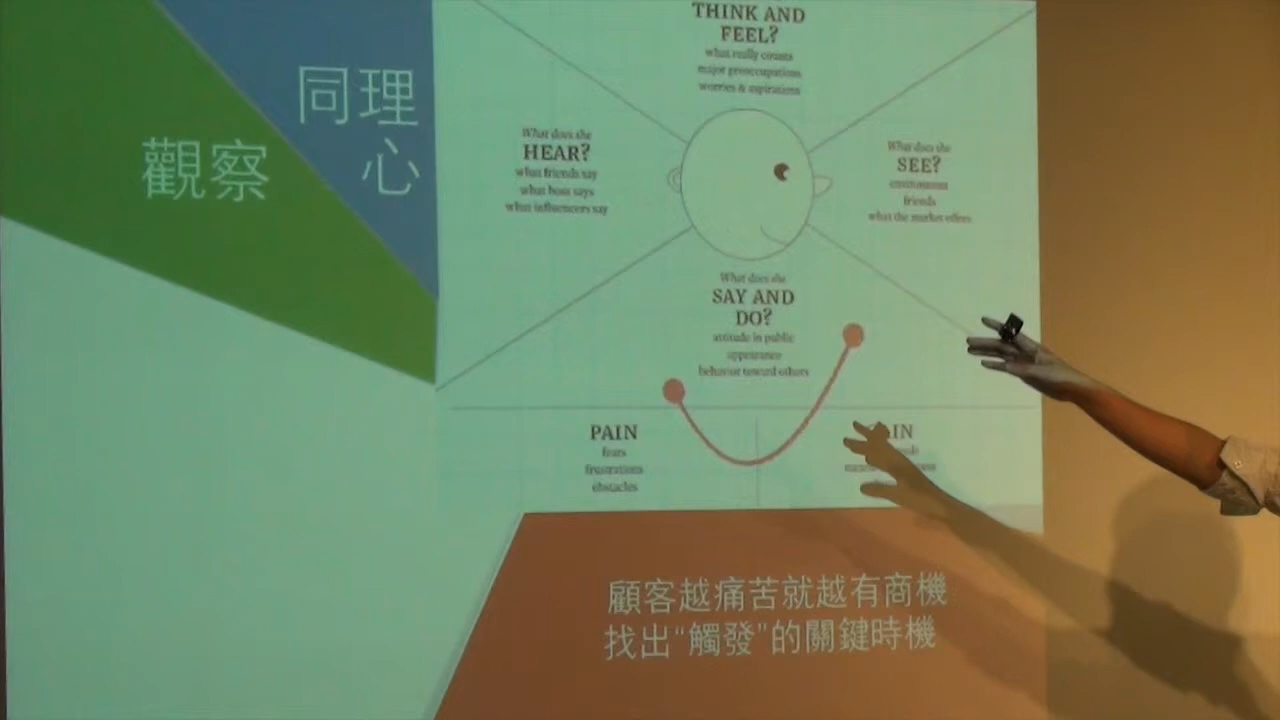 同理
心
觀察
THINK AND
FEEL?
what really counts
major preoccupations
worries & aspirations
What does she
HEAR?
what friends say
what boss says
what influencers say
What does she
SEE?
environment
friends
what the market offers
What does she
SAY AND
DO?
attitude in public
appearance
behavior toward others
PAIN
fears
frustrations
obstacles
IN
顧客越痛苦就越有商機
找出“觸發”的關鍵時機